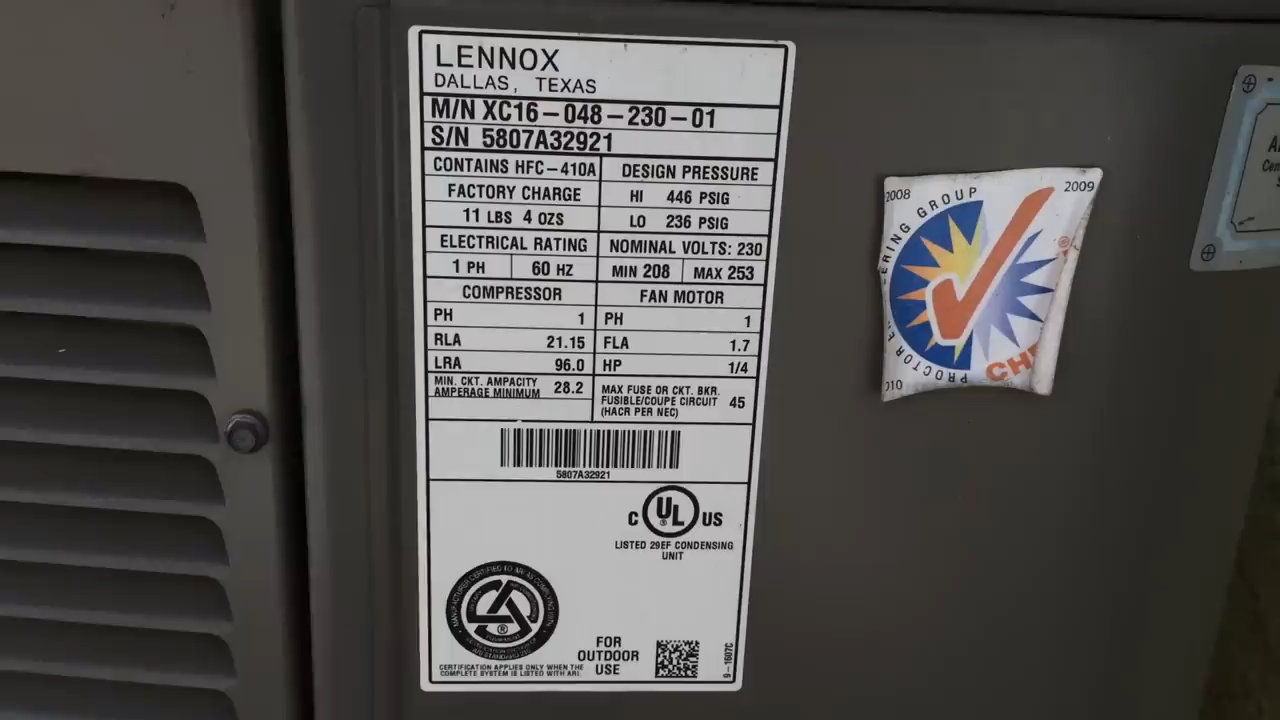 LENNOX
DALLAS, TEXAS
M/N XC16-048-230-01
S/N 5807A32921
CONTAINS HFC-410A
DESIGN PRESSURE
FACTORY CHARGE
HI 446 PSIG
11 LBS 4 OZS
LO 236 PSIG
ELECTRICAL RATING
NOMINAL VOLTS: 230
1 PH 60 HZ
MIN 208 MAX 253
COMPRESSOR
FAN MOTOR
PH 1
PH 1
RLA 21.15
FLA 1.7
LRA 96.0
HP 1/4
MIN. CKT. AMPACITY
AMPERAGE MINIMUM
28.2
MAX FUSE OR CKT. BKR.
FUSIBLE/COUPE CIRCUIT
(HACR PER NEC)
45
5807A32921
C UL® US
LISTED 29EF CONDENSING
UNIT
FOR
OUTDOOR
USE
CERTIFICATION APPLIES ONLY WHEN THE
COMPLETE SYSTEM IS LISTED WITH ARI.
9-1607C
2008
2009
PROCTOR
ERING GROUP
®
CHE
010